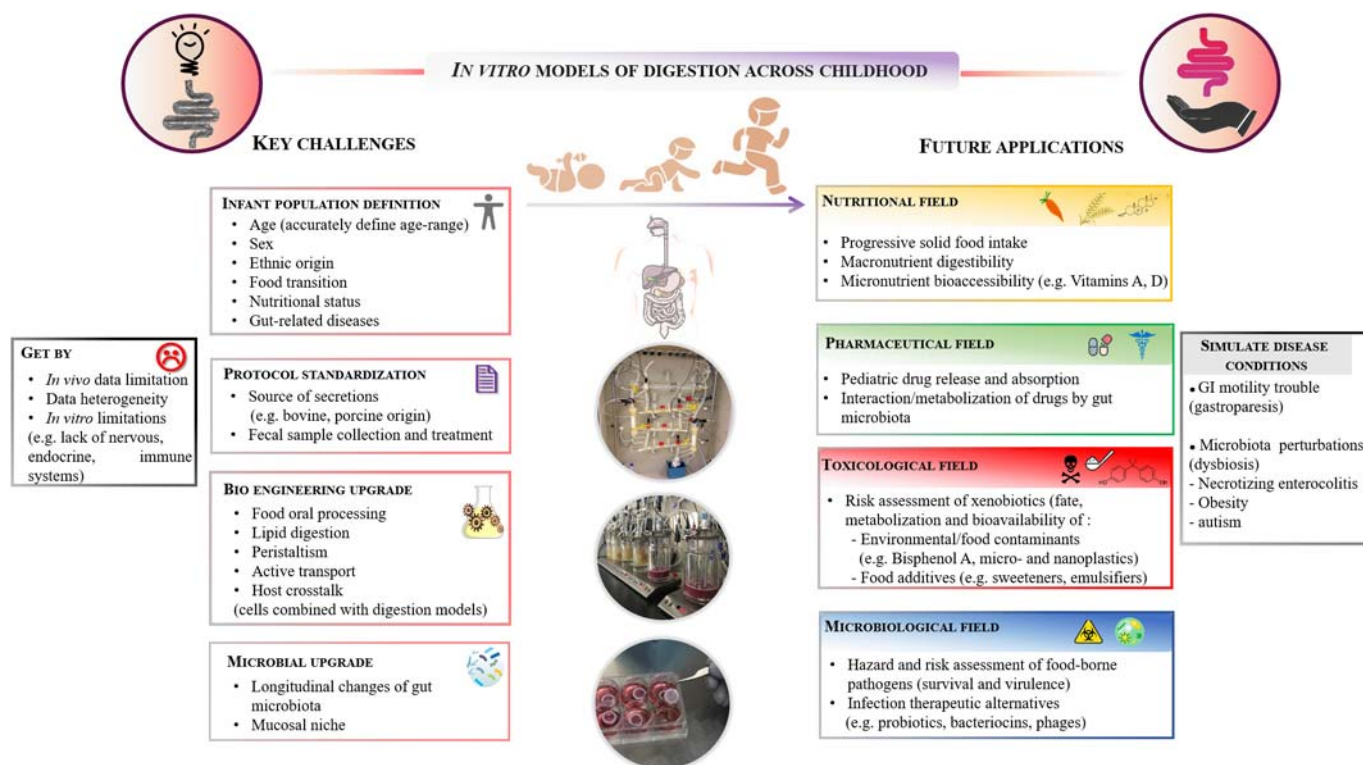 IN VITRO MODELS OF DIGESTION ACROSS CHILDHOOD
KEY CHALLENGES
INFANT POPULATION DEFINITION
• Age (accurately define age-range)
• Sex
• Ethnic origin
• Food transition
• Nutritional status
• Gut-related diseases
GET BY
• In vivo data limitation
• Data heterogeneity
• In vitro limitations
(e.g. lack of nervous,
endocrine, immune
systems)
PROTOCOL STANDARDIZATION
• Source of secretions
(e.g. bovine, porcine origin)
• Fecal sample collection and treatment
BIO ENGINEERING UPGRADE
• Food oral processing
• Lipid digestion
• Peristaltism
• Active transport
• Host crosstalk
(cells combined with digestion models)
MICROBIAL UPGRADE
• Longitudinal changes of gut
microbiota
• Mucosal niche
FUTURE APPLICATIONS
NUTRITIONAL FIELD
• Progressive solid food intake
• Macronutrient digestibility
• Micronutrient bioaccessibility (e.g. Vitamins A, D)
PHARMACEUTICAL FIELD
• Pediatric drug release and absorption
• Interaction/metabolization of drugs by gut
microbiota
TOXICOLOGICAL FIELD
• Risk assessment of xenobiotics (fate,
metabolization and bioavailability of :
- Environmental/food contaminants
(e.g. Bisphenol A, micro- and nanoplastics)
- Food additives (e.g. sweeteners, emulsifiers)
MICROBIOLOGICAL FIELD
• Hazard and risk assessment of food-borne
pathogens (survival and virulence)
• Infection therapeutic alternatives
(e.g. probiotics, bacteriocins, phages)
SIMULATE DISEASE
CONDITIONS
• GI motility trouble
(gastroparesis)
• Microbiota perturbations
(dysbiosis)
- Necrotizing enterocolitis
- Obesity
- autism